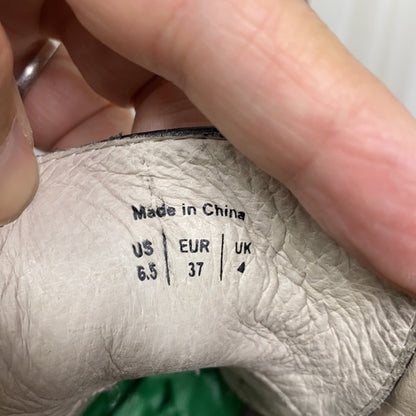 Made in China
US | EUR | UK
6.5 | 37 | 4